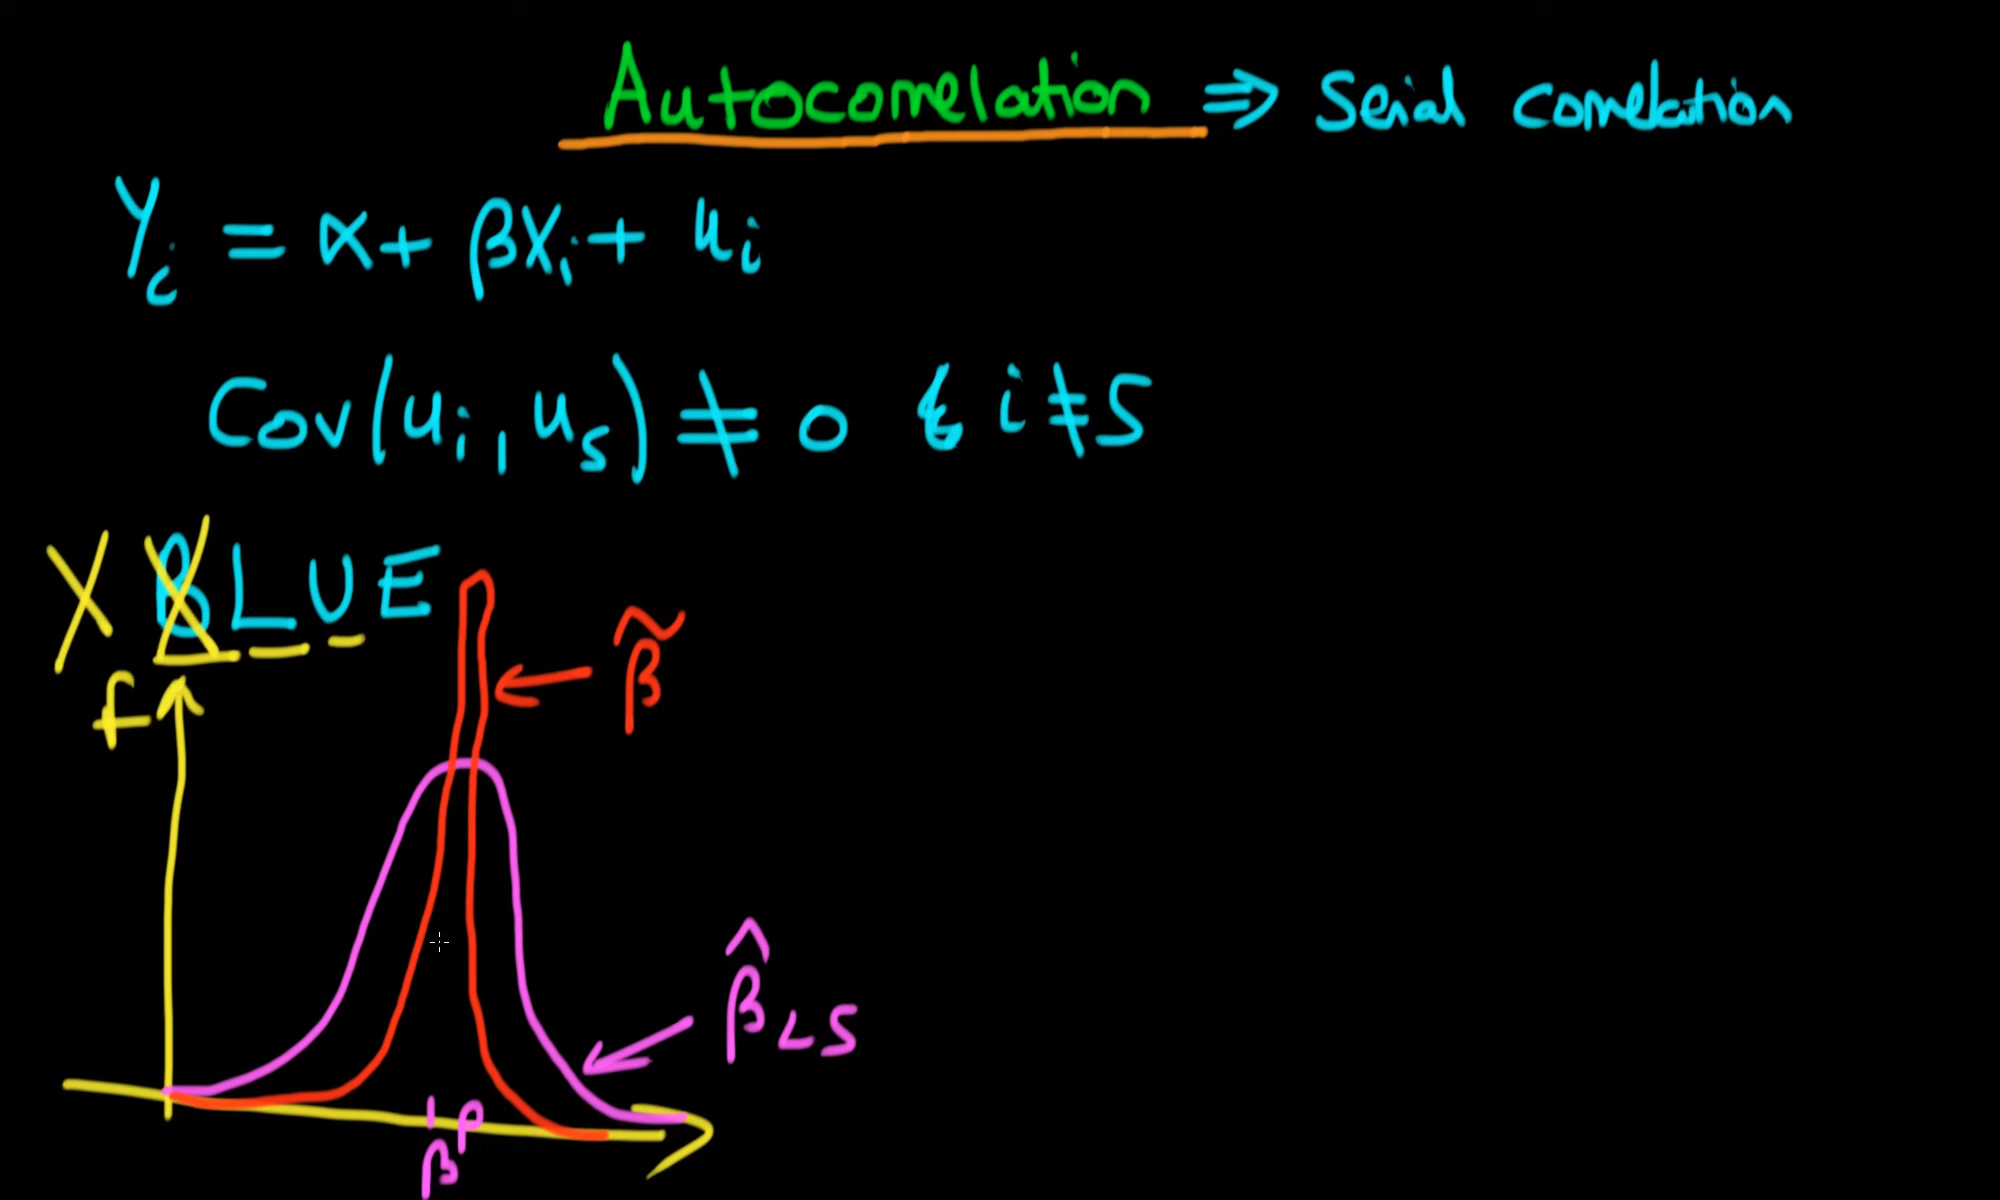 Autocorrelation ⇒ Serial correlation
Yᵢ = α + βXᵢ + uᵢ
Cov(uᵢ, uₛ) ≠ 0 & i ≠ s
X BLUE
f
β̃
β̂LS
β p